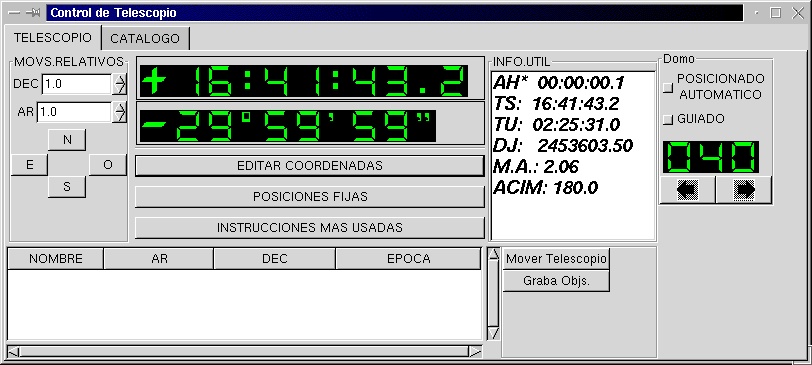 Control de Telescopio
TELESCOPIO CATALOGO
MOVS.RELATIVOS
DEC 1.0
AR 1.0
N
E O
S
+ 16:41:43.2
-29°59'59"
EDITAR COORDENADAS
POSICIONES FIJAS
INSTRUCCIONES MAS USADAS
INFO.UTIL
AH* 00:00:00.1
TS: 16:41:43.2
TU: 02:25:31.0
DJ: 2453603.50
M.A.: 2.06
ACIM: 180.0
Domo
POSICIONADO
AUTOMATICO
GUIADO
040
NOMBRE AR DEC EPOCA
Mover Telescopio
Graba Objs.